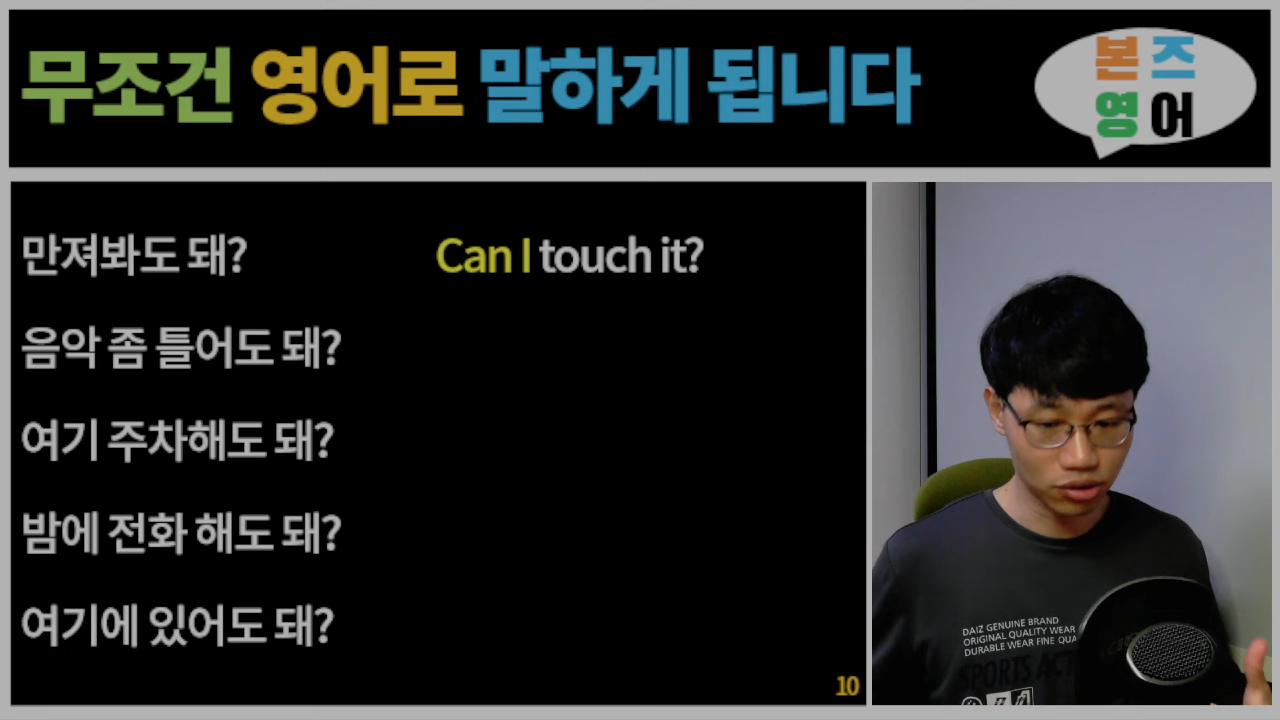 무조건 영어로 말하게 됩니다
본즈
영어
만져봐도 돼? Can I touch it?
음악 좀 틀어도 돼?
여기 주차해도 돼?
밤에 전화 해도 돼?
여기에 있어도 돼?
10
DAIZ GENUINE BRAND
ORIGINAL QUALITY WEAR
DURABLE WEAR FINE
SPORTS